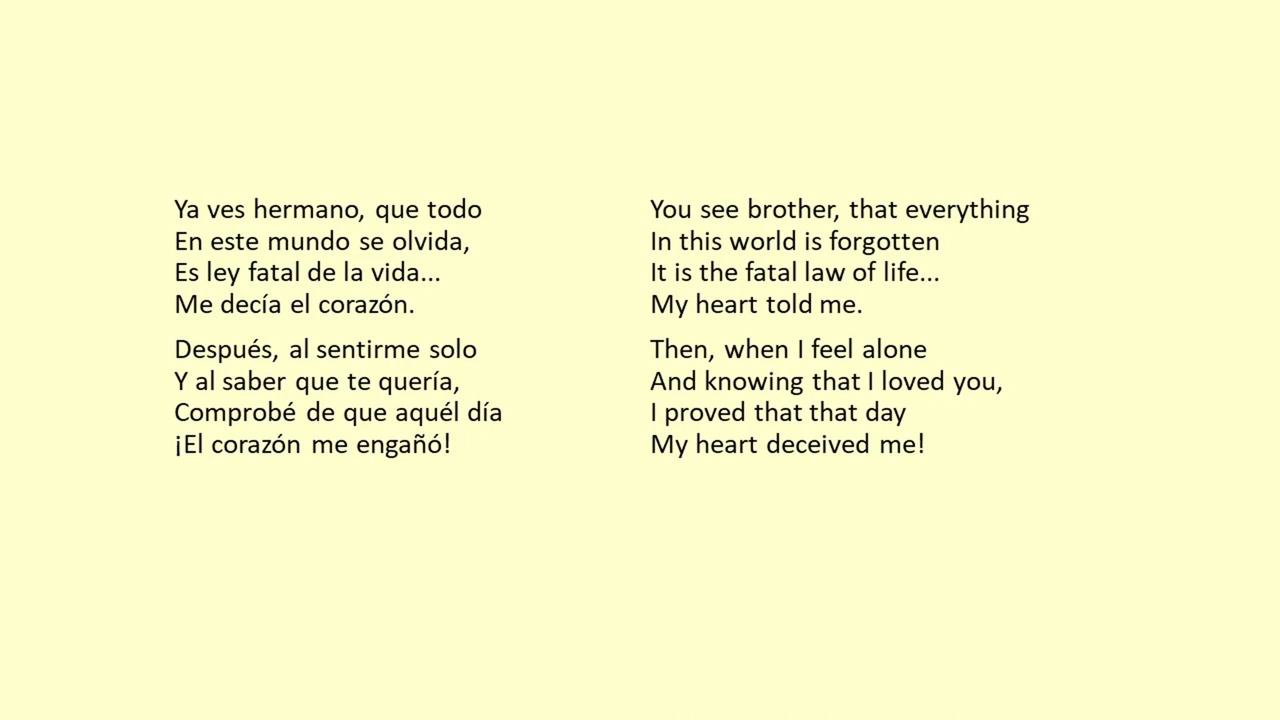 Ya ves hermano, que todo
En este mundo se olvida,
Es ley fatal de la vida...
Me decía el corazón.
Después, al sentirme solo
Y al saber que te quería,
Comprobé de que aquél día
¡El corazón me engañó!
You see brother, that everything
In this world is forgotten
It is the fatal law of life...
My heart told me.
Then, when I feel alone
And knowing that I loved you,
I proved that that day
My heart deceived me!